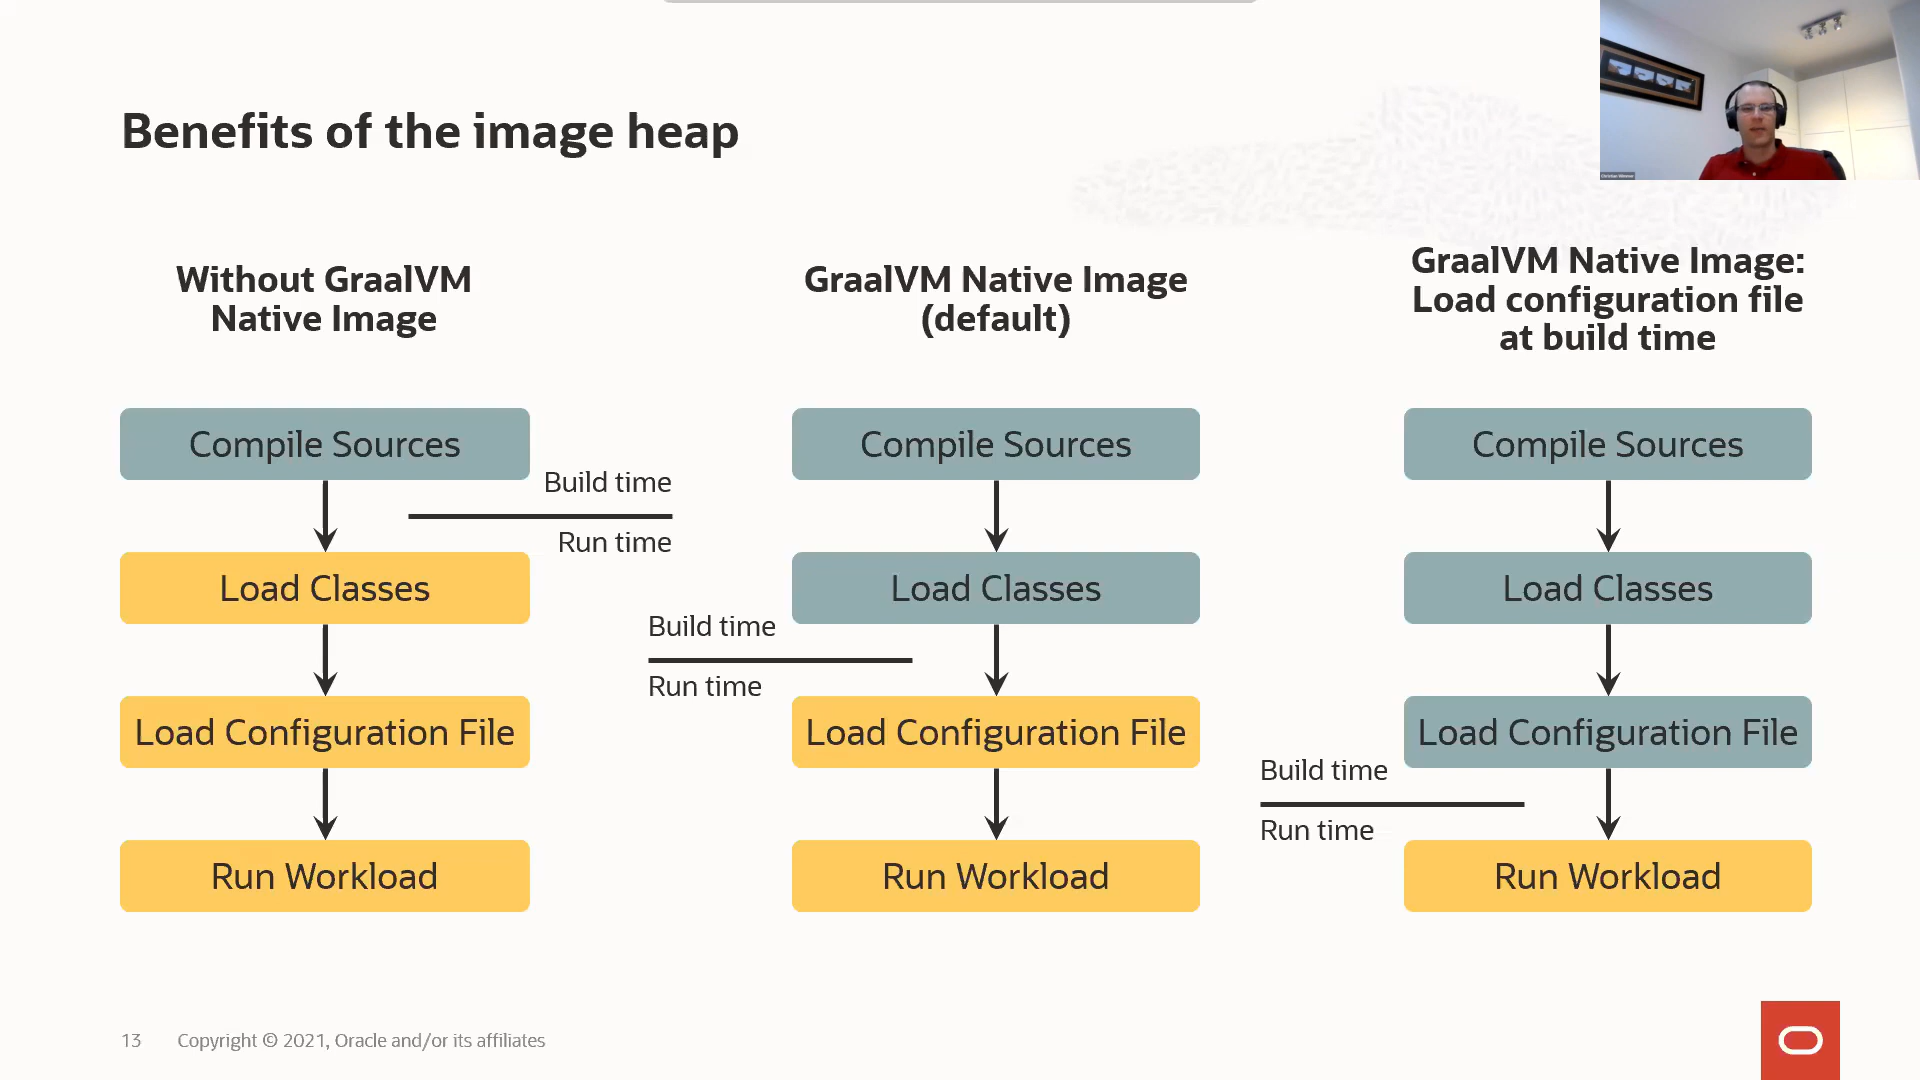 Benefits of the image heap
Without GraalVM
Native Image
Compile Sources
Build time
Run time
Load Classes
Load Configuration File
Run Workload
GraalVM Native Image
(default)
Compile Sources
Load Classes
Build time
Run time
Load Configuration File
Run Workload
GraalVM Native Image:
Load configuration file
at build time
Compile Sources
Load Classes
Load Configuration File
Build time
Run time
Run Workload
13
Copyright © 2021, Oracle and/or its affiliates
Christian Wimmer